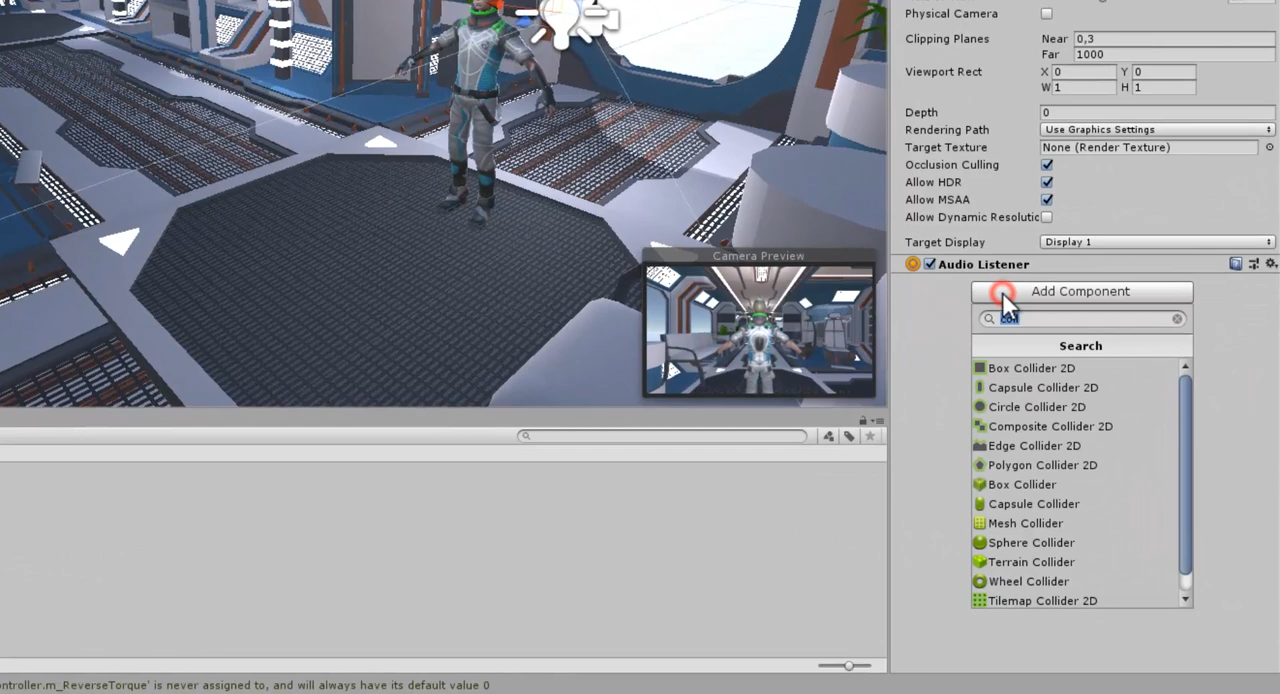 Physical Camera
Clipping Planes Near 0,3
Far 1000
Viewport Rect X 0 Y 0
W 1 H 1
Depth 0
Rendering Path Use Graphics Settings
Target Texture None (Render Texture)
Occlusion Culling
Allow HDR
Allow MSAA
Allow Dynamic Resolutic
Target Display Display 1
Audio Listener
Add Component
Search
Box Collider 2D
Capsule Collider 2D
Circle Collider 2D
Composite Collider 2D
Edge Collider 2D
Polygon Collider 2D
Box Collider
Capsule Collider
Mesh Collider
Sphere Collider
Terrain Collider
Wheel Collider
Tilemap Collider 2D
Camera Preview
ontroller.m_ReverseTorque' is never assigned to, and will always have its default value 0